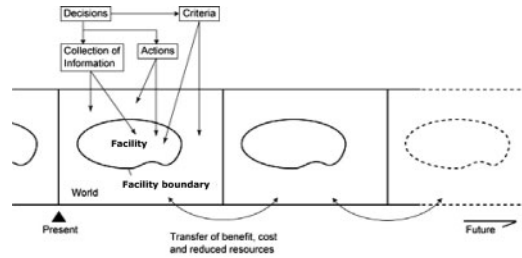 Decisions
Criteria
Collection of
Information
Actions
Facility
Facility boundary
World
Present
Transfer of benefit, cost
and reduced resources
Future